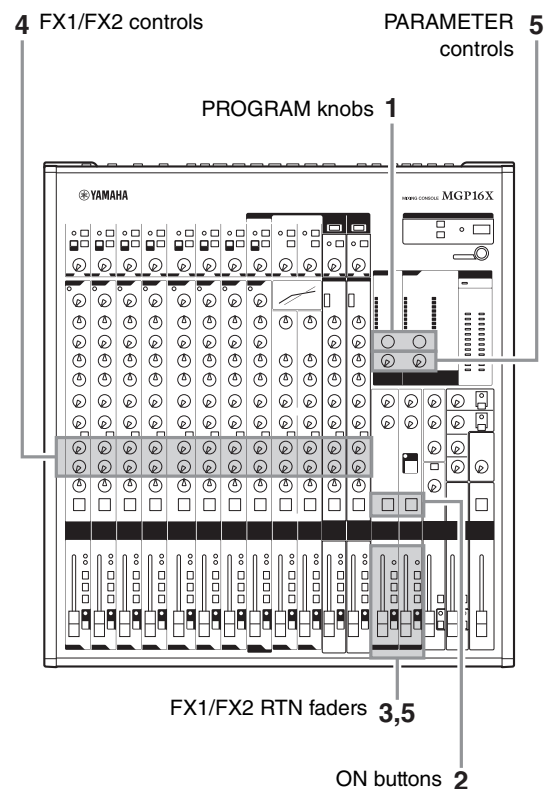 4 FX1/FX2 controls
PARAMETER 5
controls
PROGRAM knobs 1
YAMAHA
MIXING CONSOLE MGP16X
FX1/FX2 RTN faders 3,5
ON buttons 2